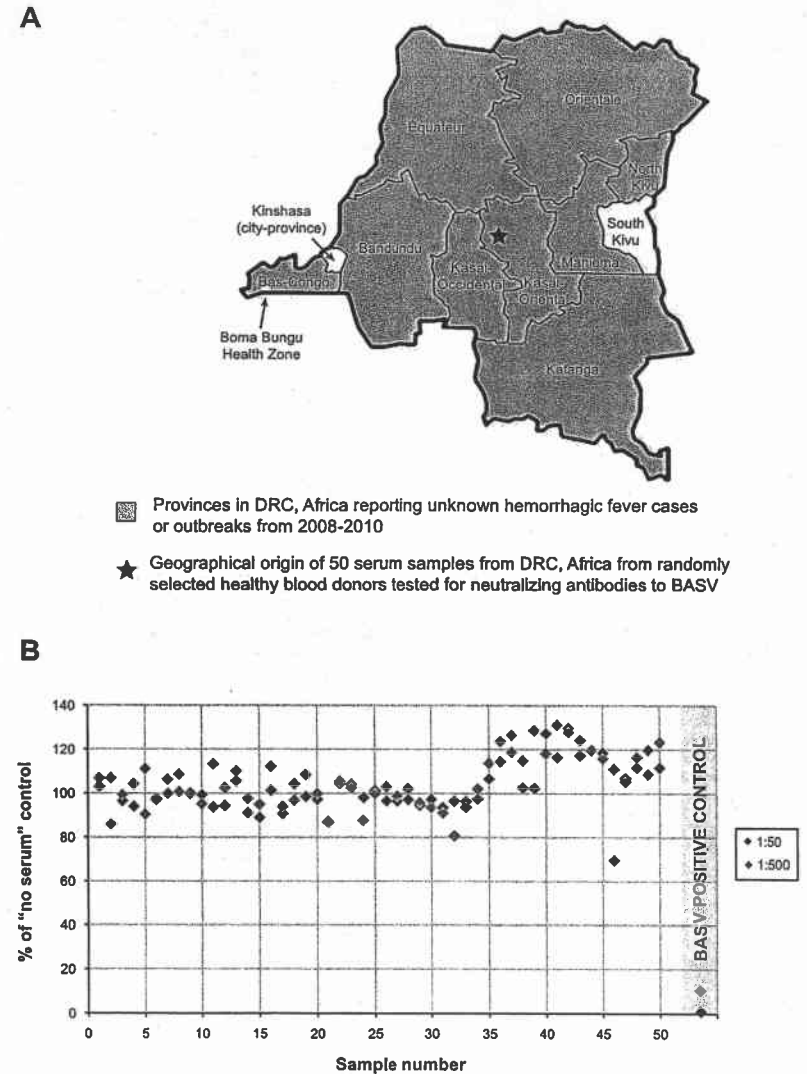 A
Equateur
Orientale
North
Kivu
Kinshasa
(city-province)
South
Kivu
Bandundu
Maniema
Kasai-
Occidental
Kasai-
Oriental
Bas-Congo
Boma Bungu
Health Zone
Katanga
Provinces in DRC, Africa reporting unknown hemorrhagic fever cases
or outbreaks from 2008-2010
Geographical origin of 50 serum samples from DRC, Africa from randomly
selected healthy blood donors tested for neutralizing antibodies to BASV
B
% of "no serum" control
140
120
100
80
60
40
20
0
0 5 10 15 20 25 30 35 40 45 50
Sample number
BASV POSITIVE CONTROL
1:50
1:500